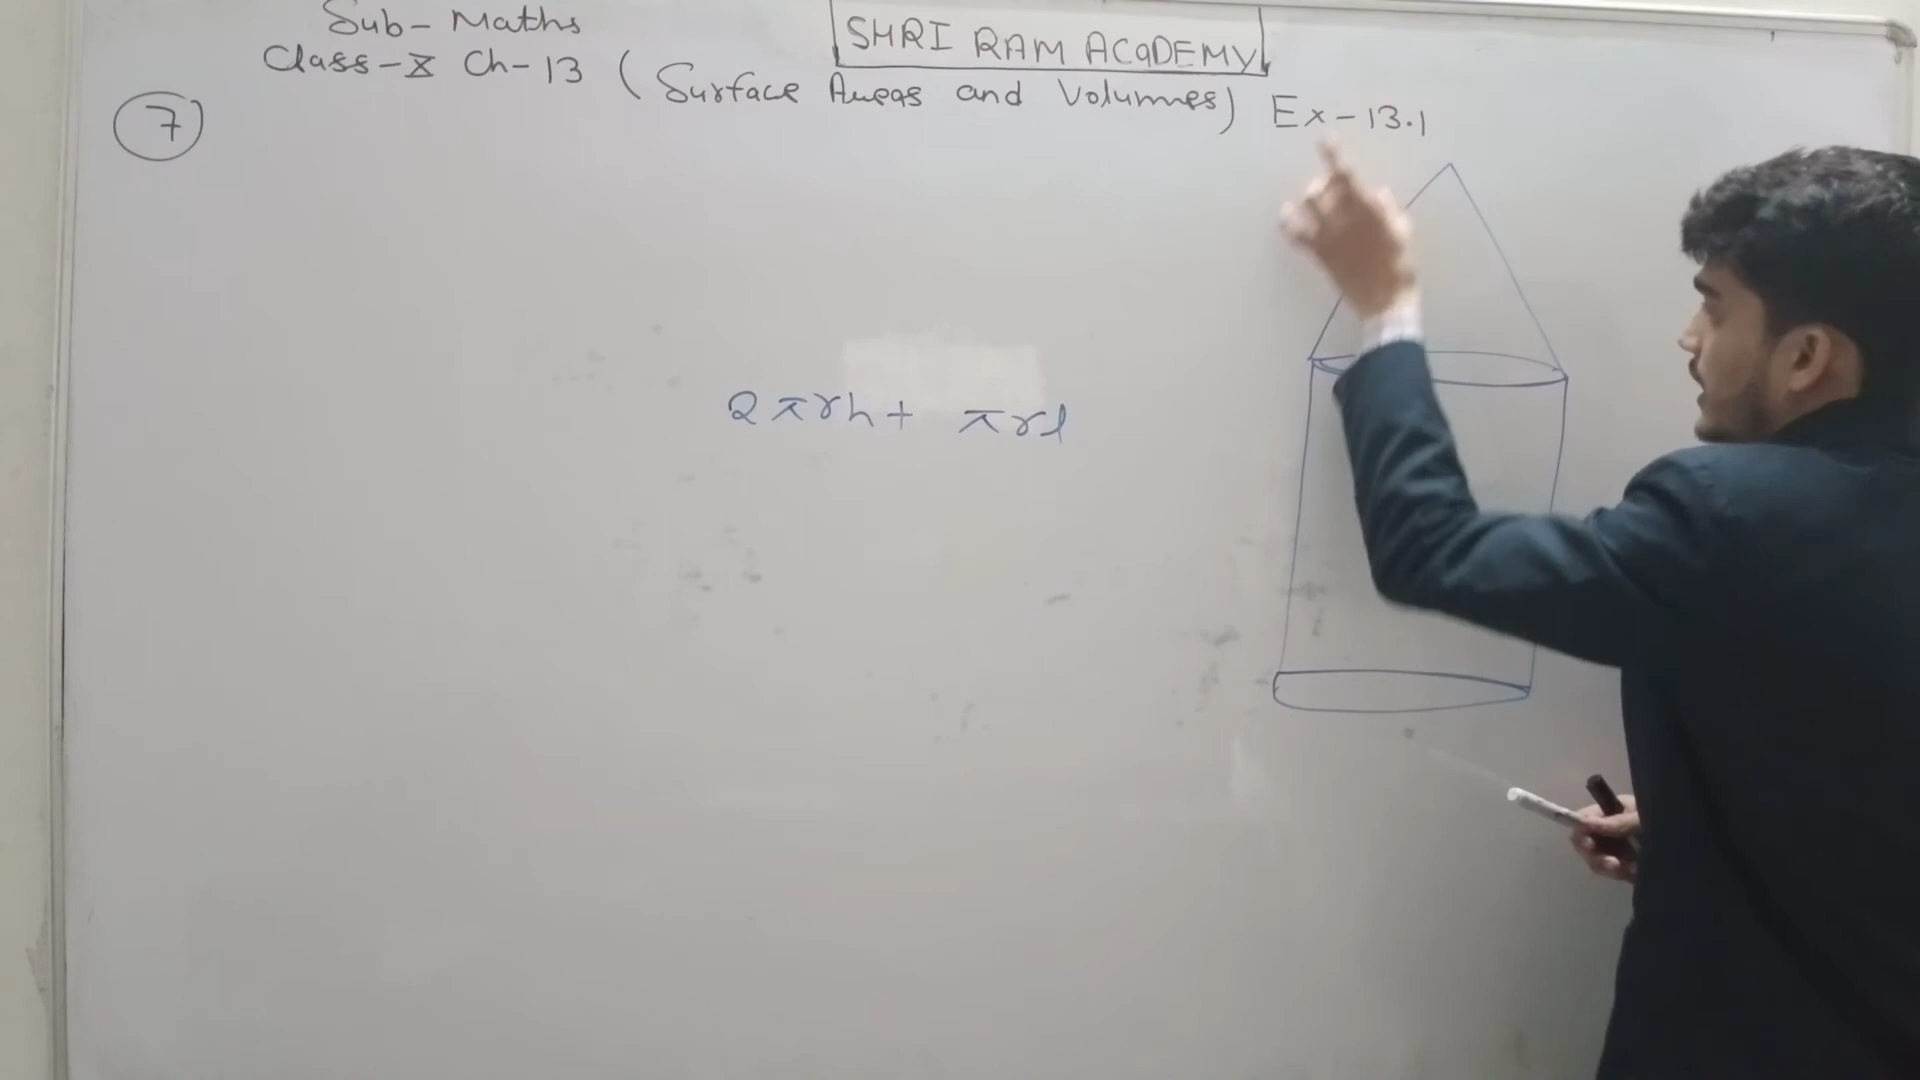 Sub- Maths
SHRI RAM ACADEMY
Class-X Ch-13 (Surface Areas and Volumes) Ex-13.1
7
2πrh+ πrl